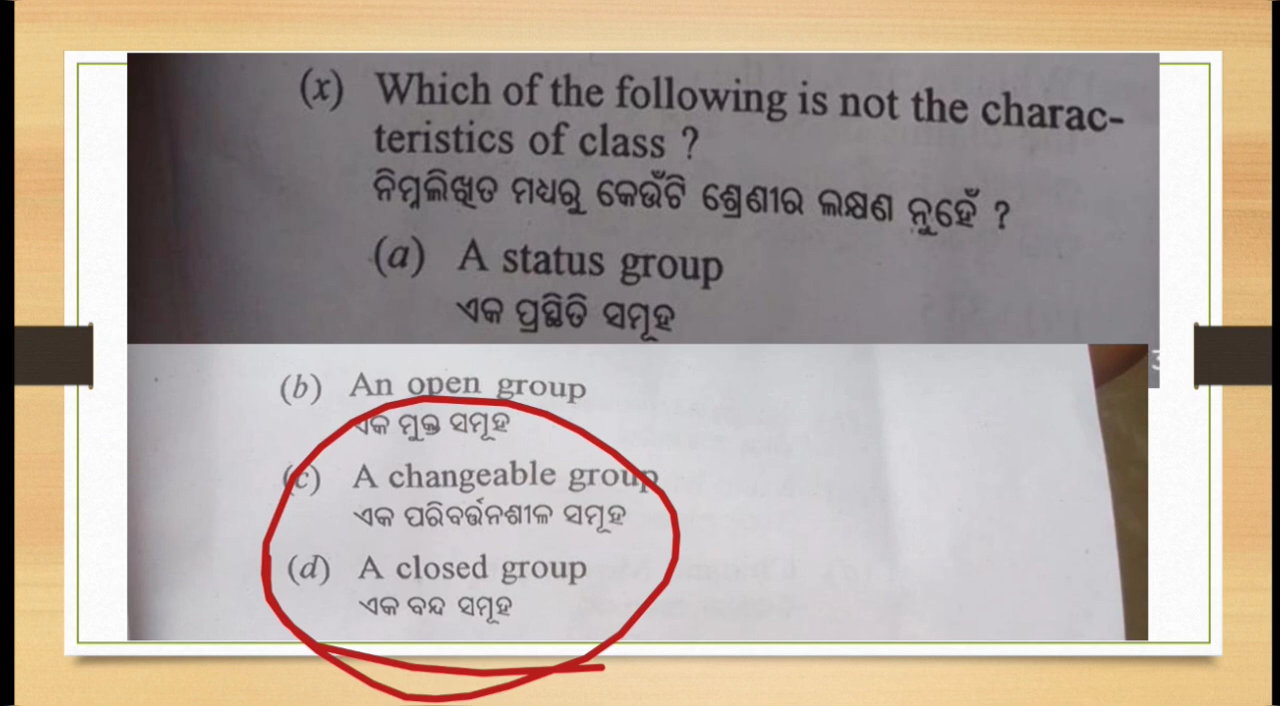 (x) Which of the following is not the charac-
teristics of class ?
ନିମ୍ନଲିଖିତ ମଧ୍ୟରୁ କେଉଁଟି ଶ୍ରେଣୀର ଲକ୍ଷଣ ନୁହେଁ ?
(a) A status group
ଏକ ପ୍ରସ୍ଥିତି ସମୂହ
(b) An open group
ଏକ ମୁକ୍ତ ସମୂହ
(c) A changeable group
ଏକ ପରିବର୍ତ୍ତନଶୀଳ ସମୂହ
(d) A closed group
ଏକ ବନ୍ଦ ସମୂହ